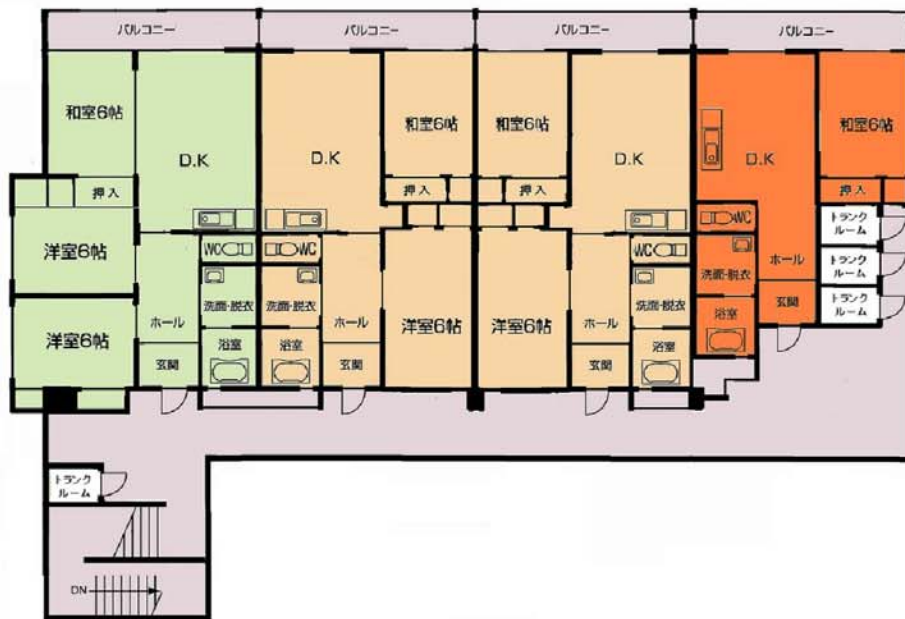 バルコニー
バルコニー
バルコニー
バルコニー
和室6帖
D.K
押入
洋室6帖
洋室6帖
ホール
玄関
WC
洗面・脱衣
浴室
D.K
和室6帖
押入
WC
洗面・脱衣
浴室
ホール
玄関
洋室6帖
和室6帖
押入
D.K
洋室6帖
ホール
玄関
WC
洗面・脱衣
浴室
D.K
和室6帖
押入
WC
洗面・脱衣
浴室
ホール
玄関
トランク
ルーム
トランク
ルーム
トランク
ルーム
トランク
ルーム
DN